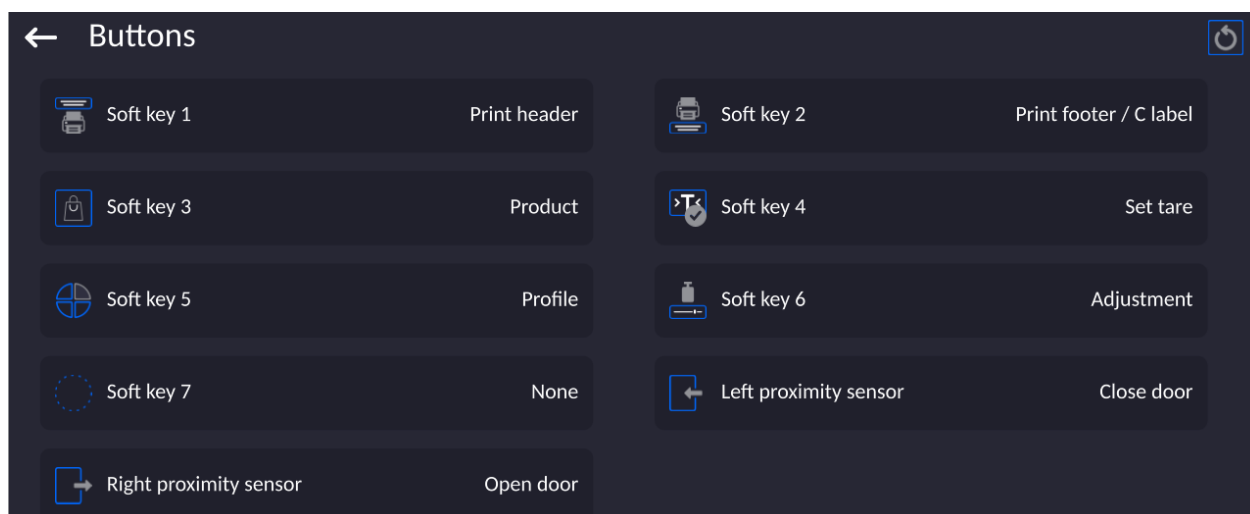 Buttons
Soft key 1 Print header
Soft key 2 Print footer / C label
Soft key 3 Product
>T< Soft key 4 Set tare
Soft key 5 Profile
Soft key 6 Adjustment
Soft key 7 None
Left proximity sensor Close door
Right proximity sensor Open door